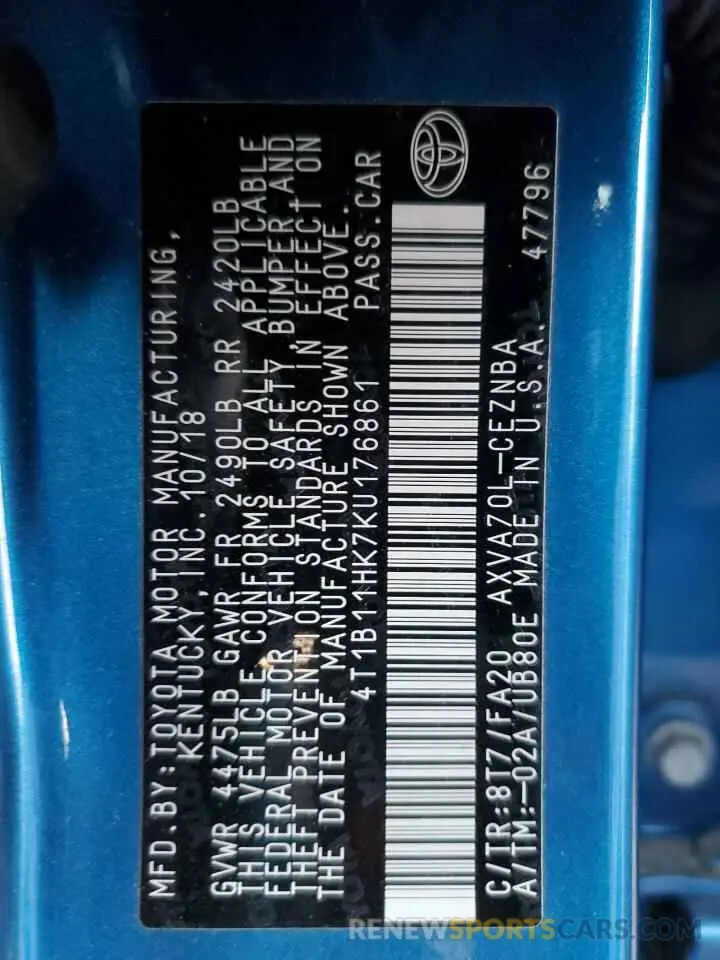 MFD.BY:TOYOTA MOTOR MANUFACTURING,
KENTUCKY,INC. 10/18
GVWR 4475LB GAWR FR 2490LB RR 2420LB
THIS VEHICLE CONFORMS TO ALL APPLICABLE
FEDERAL MOTOR VEHICLE SAFETY, BUMPER,AND
THEFT PREVENTION STANDARDS IN EFFECT ON
THE DATE OF MANUFACTURE SHOWN ABOVE.
4T1B11HK7KU176861 PASS.CAR
C/TR:8T7/FA20 AXVA70L-CEZNBA 47796
A/TM:-02A/UB80E MADE IN U.S.A.
RENEWSPORTSCARS.COM